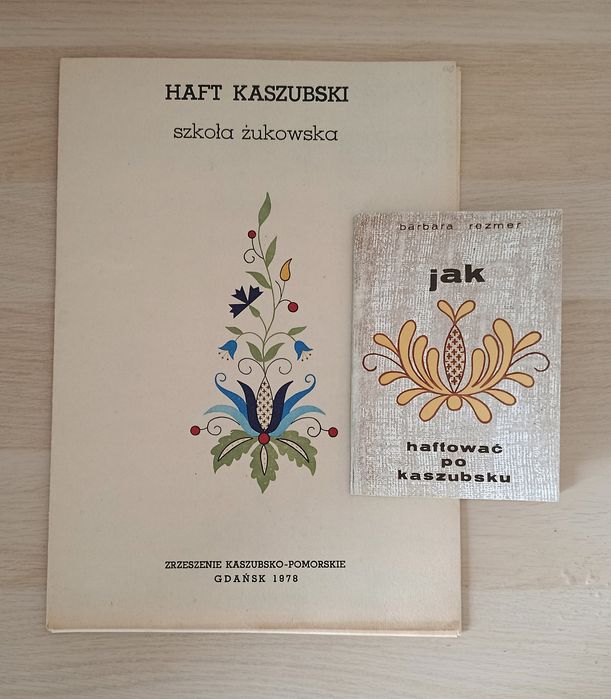 HAFT KASZUBSKI
szkoła żukowska
ZRZESZENIE KASZUBSKO-POMORSKIE
GDAŃSK 1978
barbara rezmer
jak
haftować
po
kaszubsku